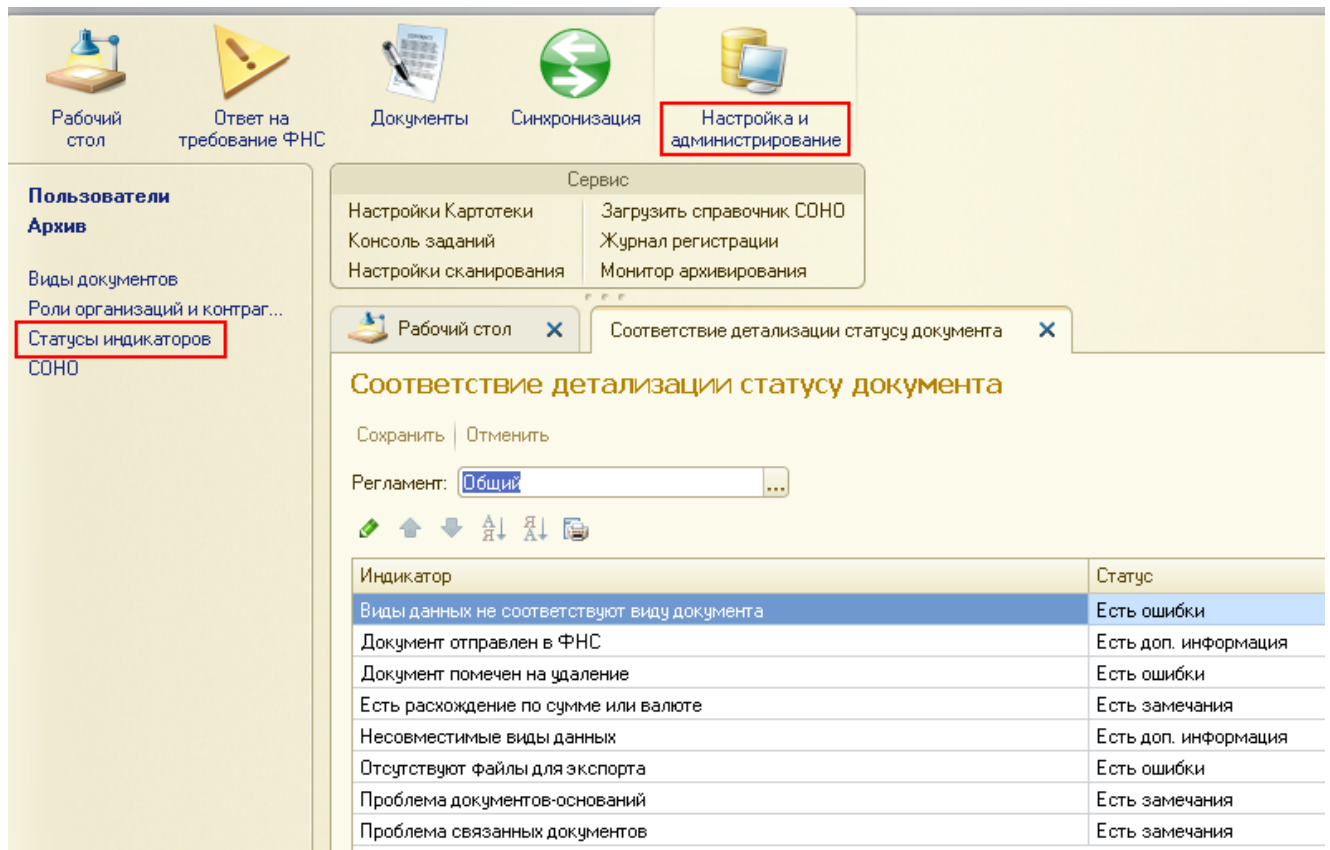 Рабочий
стол
Ответ на
требование ФНС
Документы
Синхронизация
Настройка и
администрирование
Пользователи
Архив
Виды документов
Роли организаций и контраг...
Статусы индикаторов
СОНО
Сервис
Настройки Картотеки
Загрузить справочник СОНО
Консоль заданий
Журнал регистрации
Настройки сканирования
Монитор архивирования
Рабочий стол
Соответствие детализации статусу документа
Соответствие детализации статусу документа
Сохранить Отменить
Регламент: Общий ...
Индикатор Статус
Виды данных не соответствуют виду документа Есть ошибки
Документ отправлен в ФНС Есть доп. информация
Документ помечен на удаление Есть ошибки
Есть расхождение по сумме или валюте Есть замечания
Несовместимые виды данных Есть доп. информация
Отсутствуют файлы для экспорта Есть ошибки
Проблема документов-оснований Есть замечания
Проблема связанных документов Есть замечания